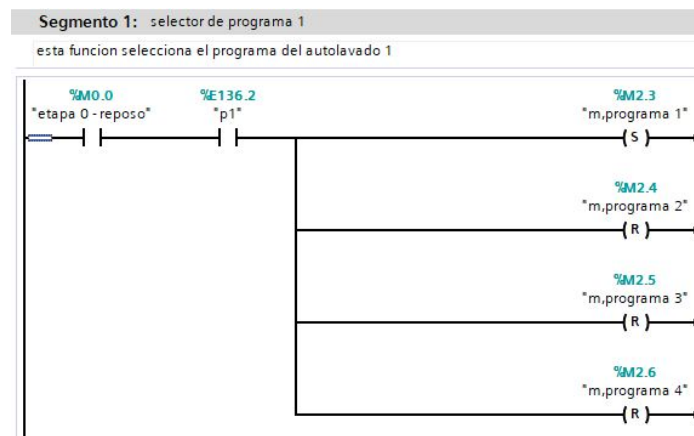 Segmento 1: selector de programa 1
esta funcion selecciona el programa del autolavado 1
%M0.0
"etapa 0 - reposo"
%E136.2
"p1"
%M2.3
"m,programa 1"
S
%M2.4
"m,programa 2"
R
%M2.5
"m,programa 3"
R
%M2.6
"m,programa 4"
R